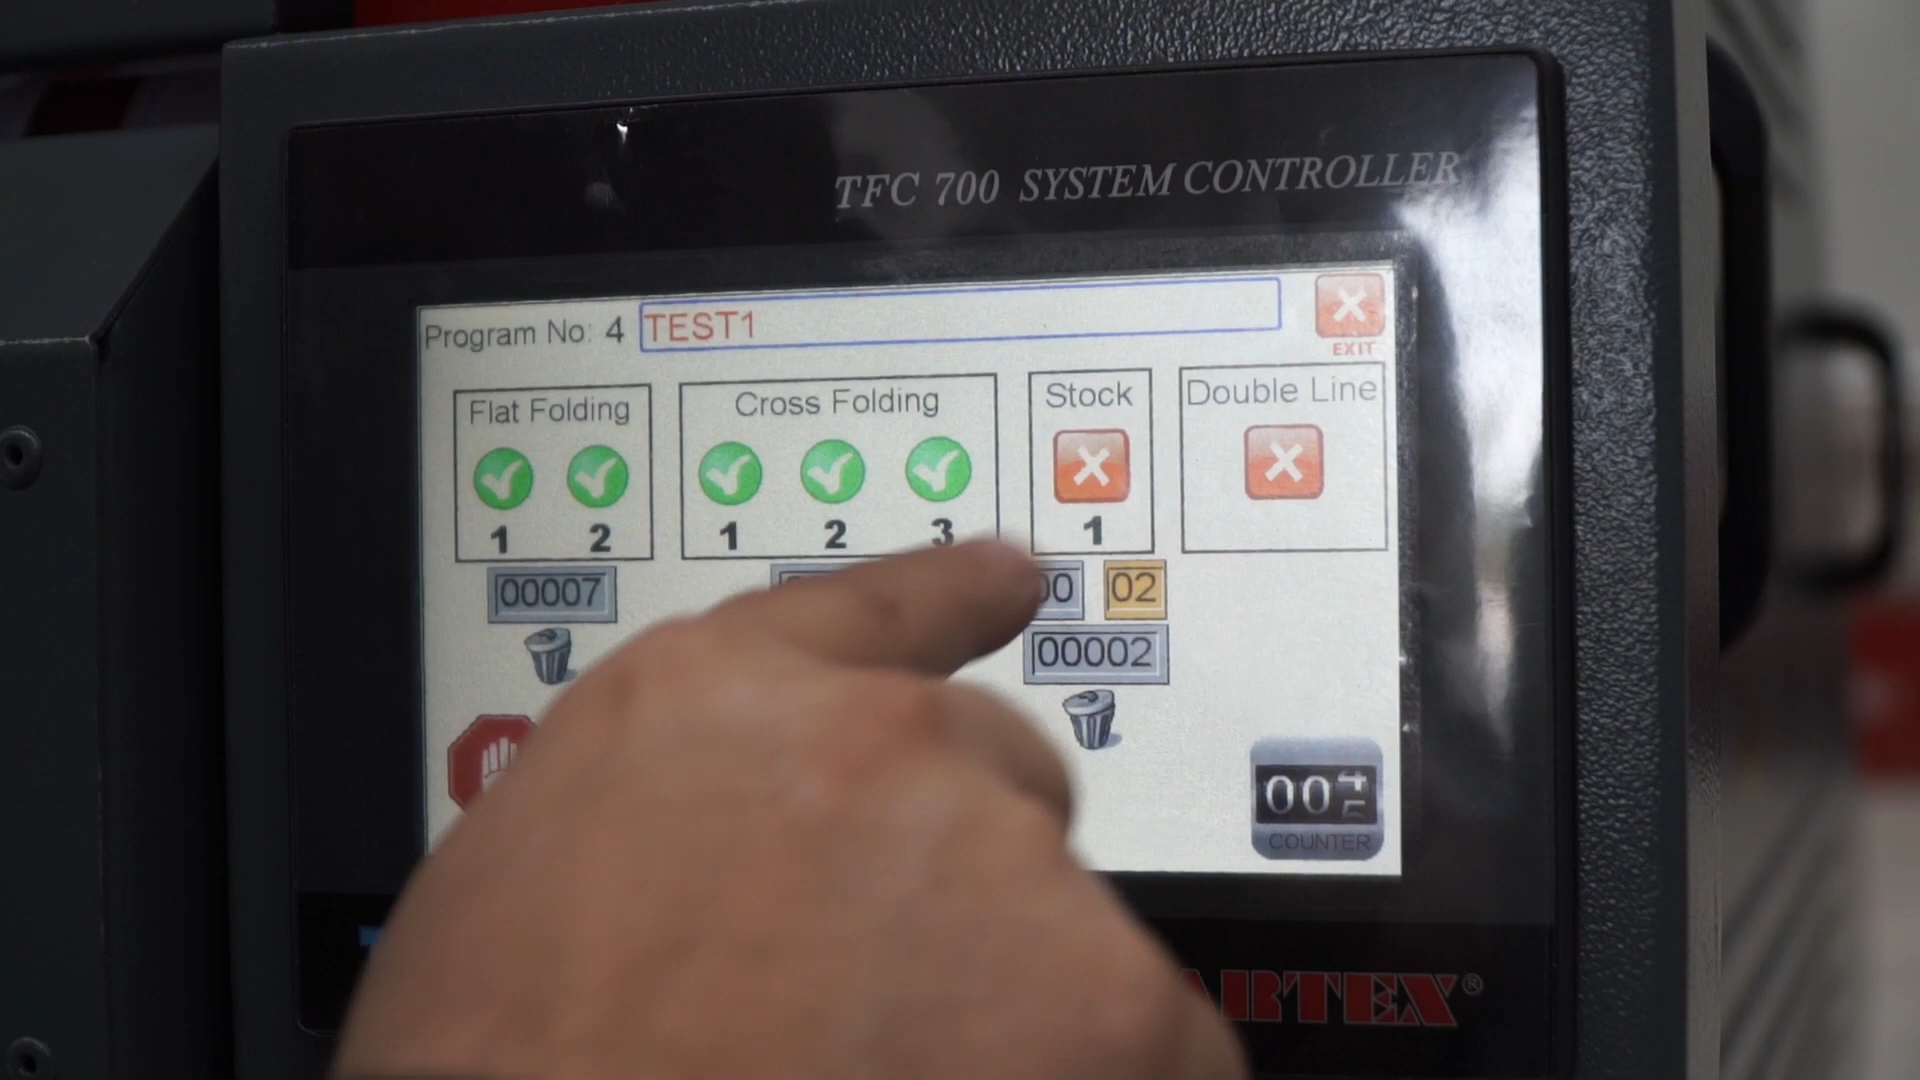 TFC 700 SYSTEM CONTROLLER
Program No: 4 TEST1
EXIT
Flat Folding
1 2
Cross Folding
1 2 3
Stock
1
Double Line
00007
02
00002
COUNTER